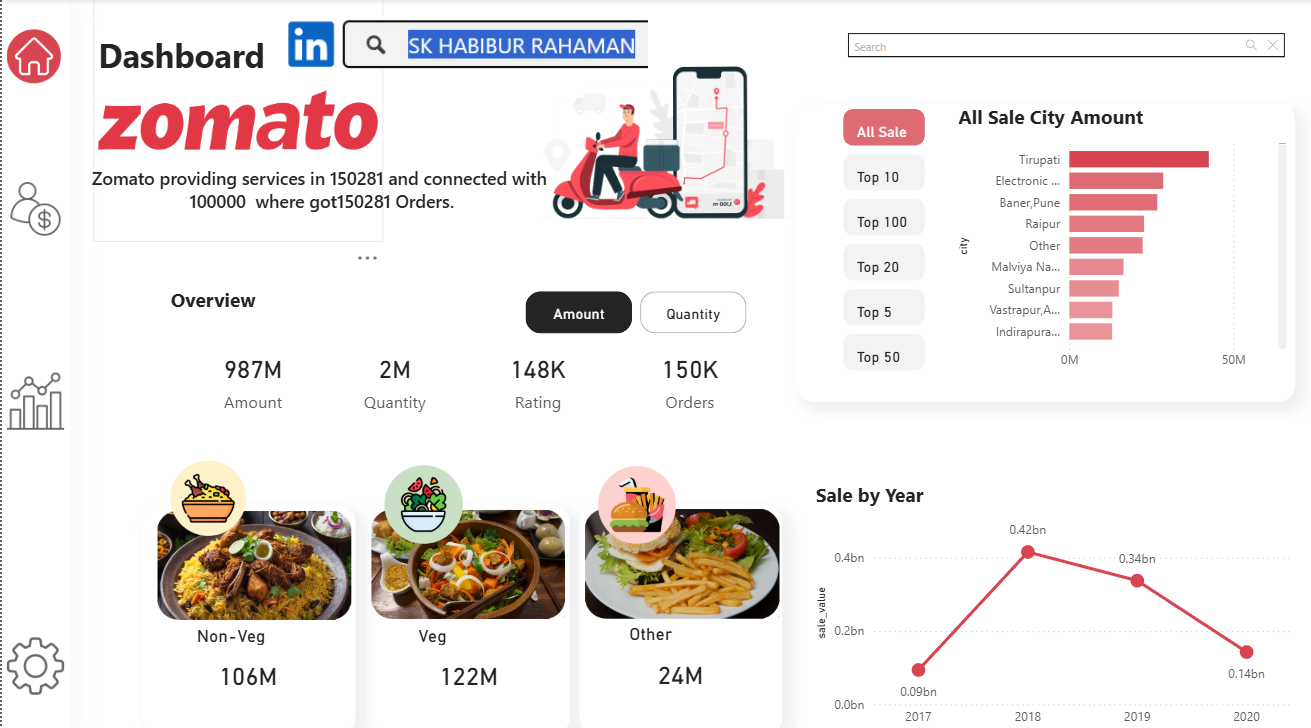 Dashboard
in
SK HABIBUR RAHAMAN
zomato
Zomato providing services in 150281 and connected with
100000  where got150281 Orders.
...
Search
All Sale
Top 10
Top 100
Top 20
Top 5
Top 50
All Sale City Amount
city
Tirupati
Electronic ...
Baner,Pune
Raipur
Other
Malviya Na...
Sultanpur
Vastrapur,A...
Indirapura...
0M
50M
Overview
Amount
Quantity
987M
2M
148K
150K
Amount
Quantity
Rating
Orders
Non-Veg
106M
Veg
122M
Other
24M
Sale by Year
sale_value
0.4bn
0.2bn
0.0bn
0.09bn
0.42bn
0.34bn
0.14bn
2017
2018
2019
2020